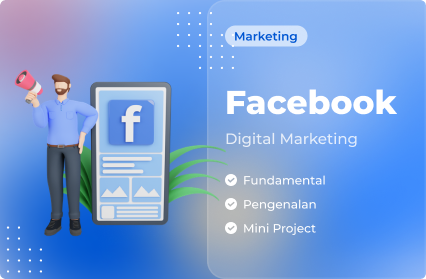 Marketing
Facebook
Digital Marketing
Fundamental
Pengenalan
Mini Project
f